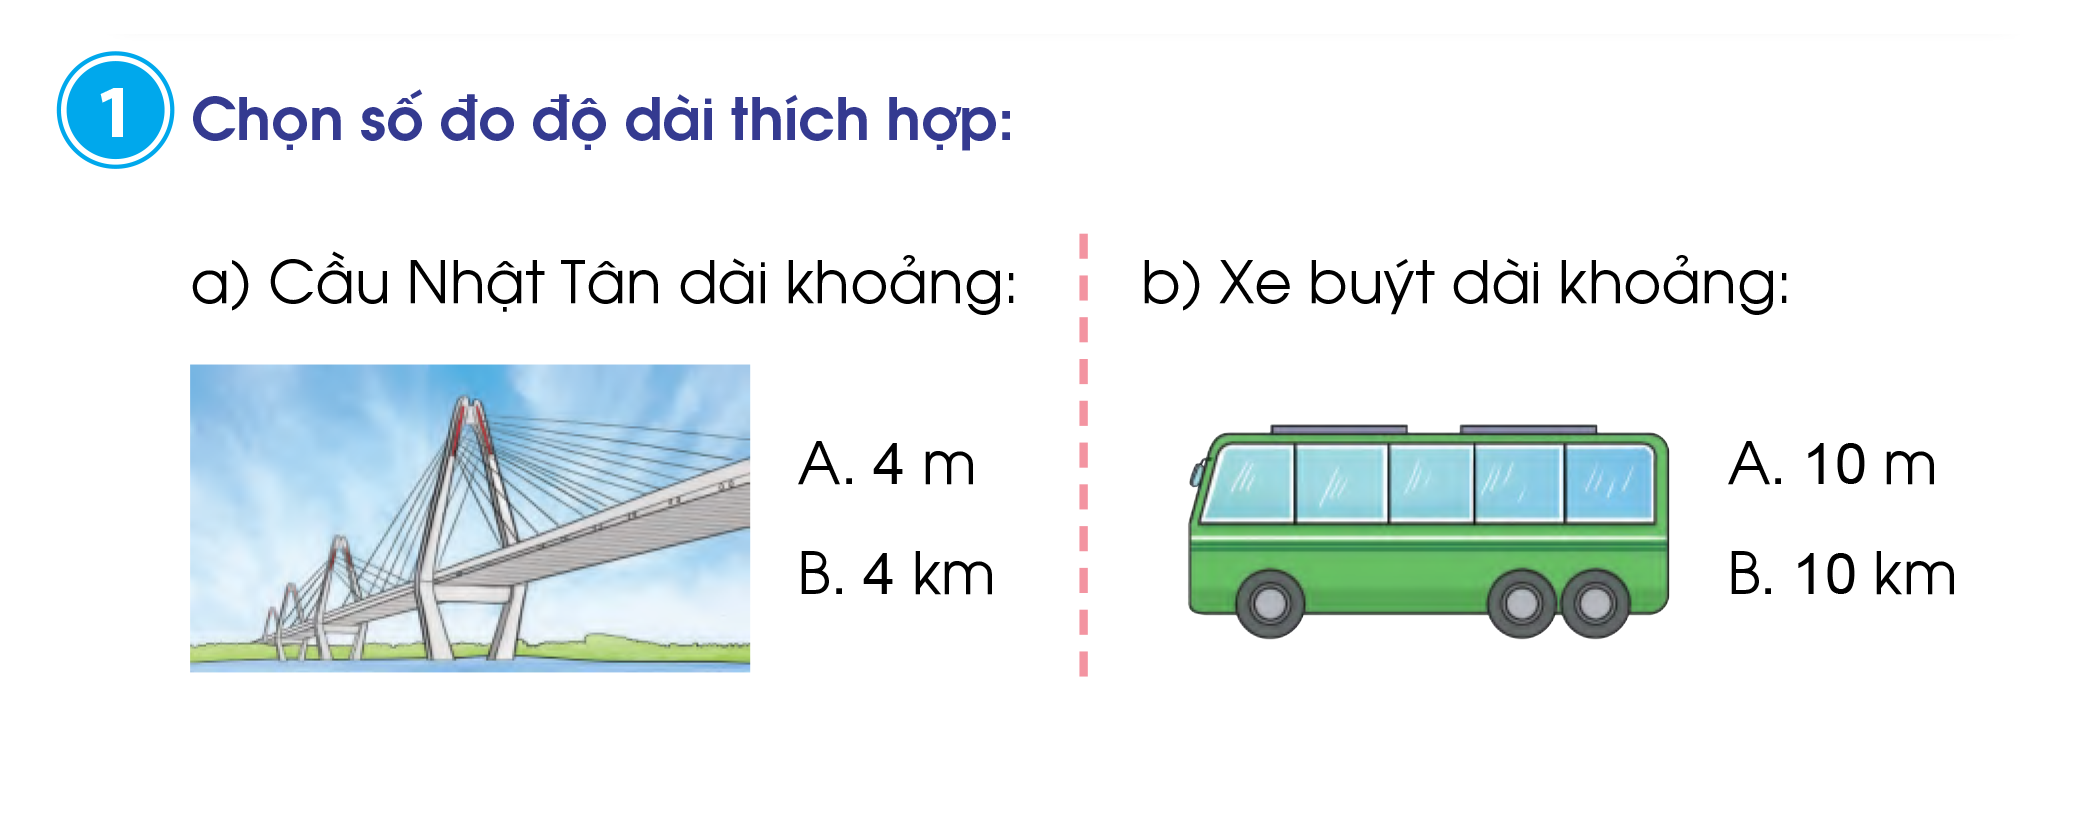 1 Chọn số đo độ dài thích hợp:
a) Cầu Nhật Tân dài khoảng:
A. 4 m
B. 4 km
b) Xe buýt dài khoảng:
A. 10 m
B. 10 km